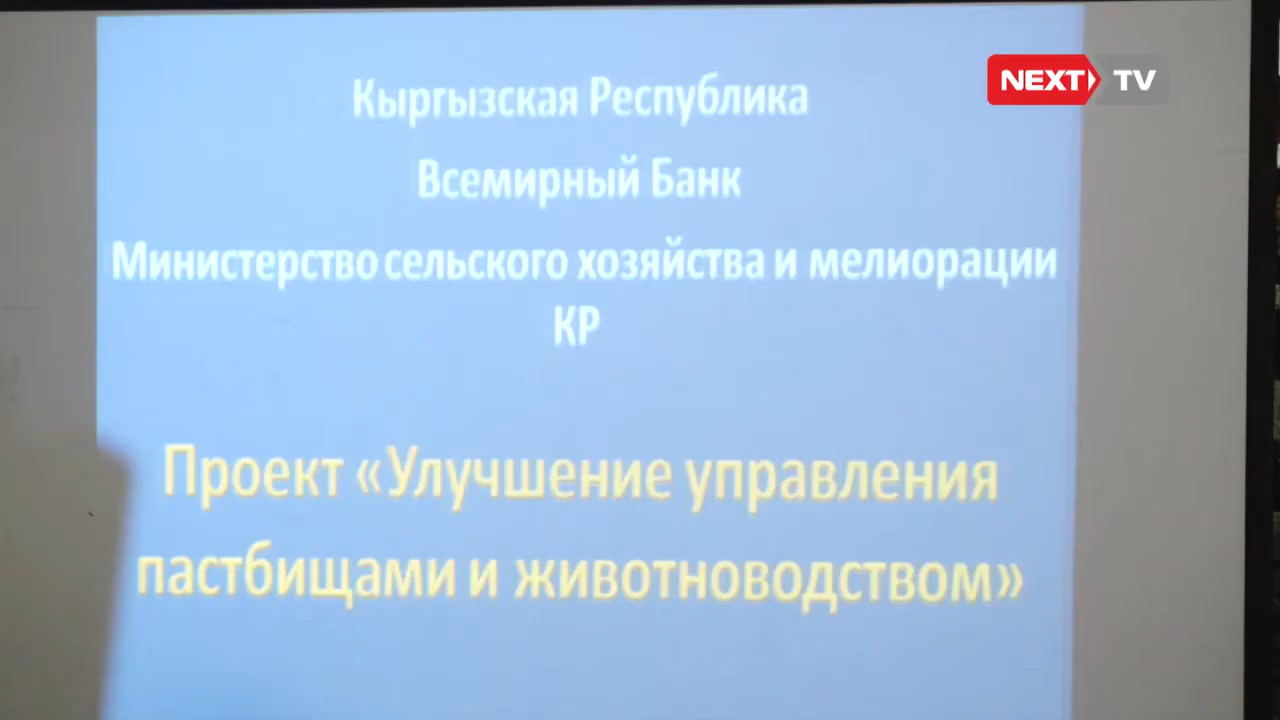 NEXT TV
Кыргызская Республика
Всемирный Банк
Министерство сельского хозяйства и мелиорации
КР
Проект «Улучшение управления
пастбищами и животноводством»